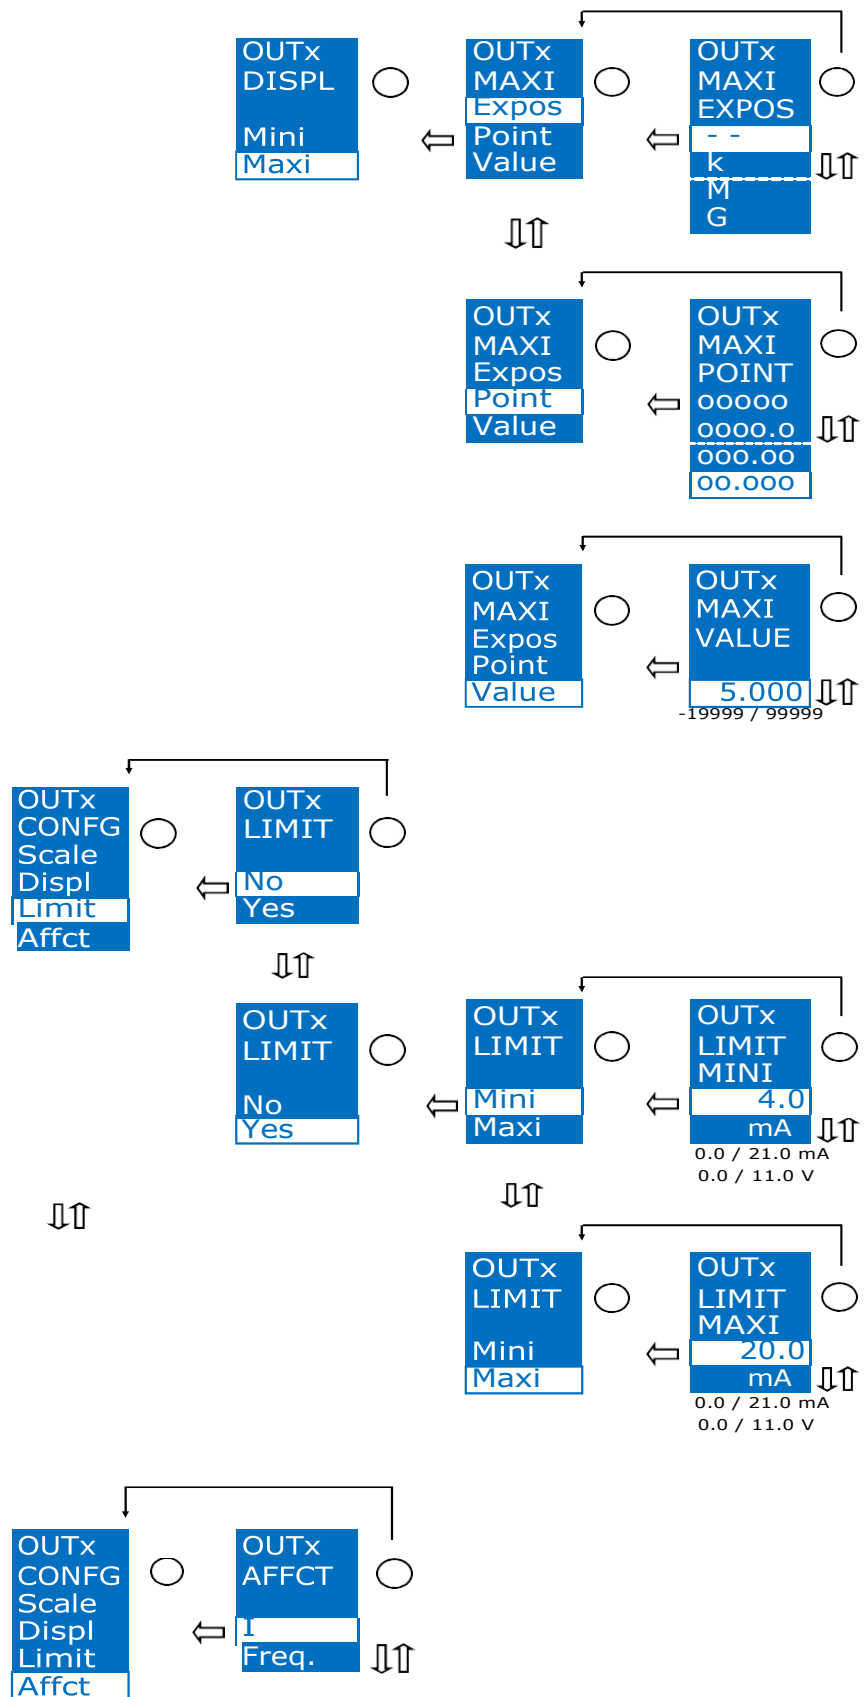 OUTx
DISPL
Mini
Maxi
OUTx
MAXI
Expos
Point
Value
OUTx
MAXI
EXPOS
- -
k
M
G
OUTx
MAXI
Expos
Point
Value
OUTx
MAXI
POINT
ooooo
oooo.o
ooo.oo
oo.ooo
OUTx
MAXI
Expos
Point
Value
OUTx
MAXI
VALUE
5.000
-19999 / 99999
OUTx
CONFG
Scale
Displ
Limit
Affct
OUTx
LIMIT
No
Yes
OUTx
LIMIT
No
Yes
OUTx
LIMIT
Mini
Maxi
OUTx
LIMIT
MINI
4.0
mA
0.0 / 21.0 mA
0.0 / 11.0 V
OUTx
LIMIT
Mini
Maxi
OUTx
LIMIT
MAXI
20.0
mA
0.0 / 21.0 mA
0.0 / 11.0 V
OUTx
CONFG
Scale
Displ
Limit
Affct
OUTx
AFFCT
I
Freq.